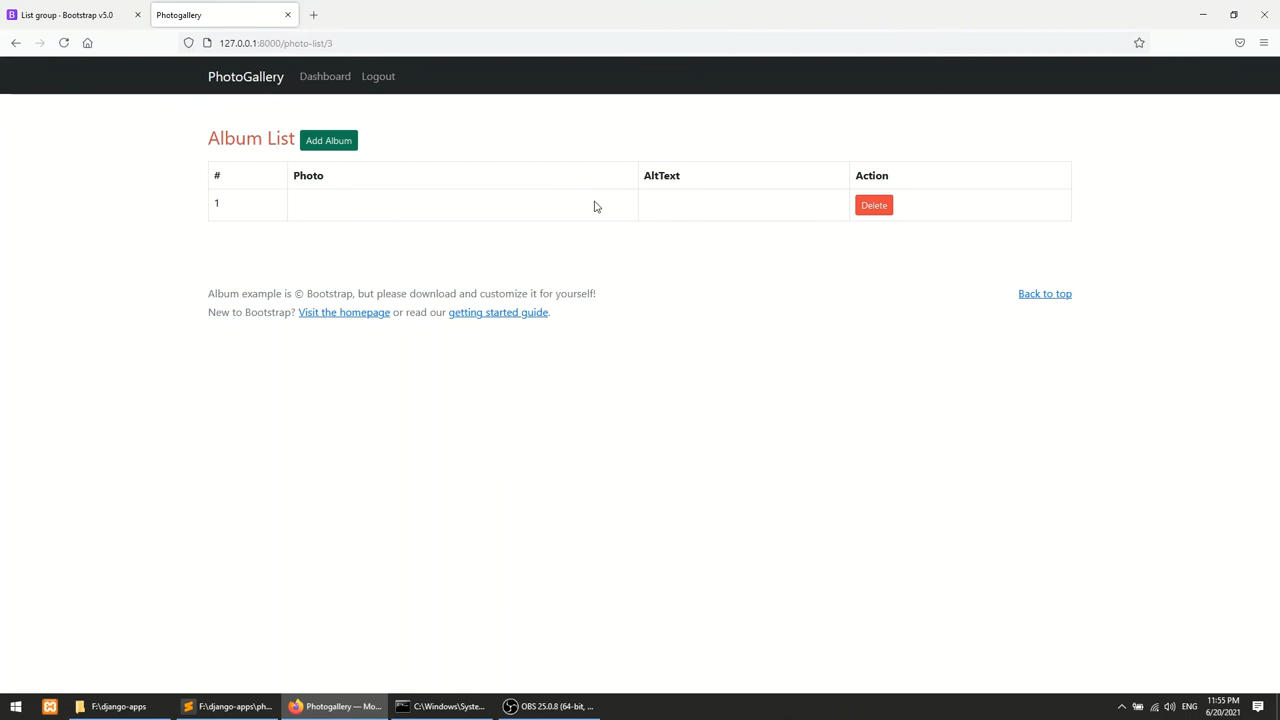 List group · Bootstrap v5.0
Photogallery
127.0.0.1:8000/photo-list/3
PhotoGallery Dashboard Logout
Album List Add Album
# Photo AltText Action
1 Delete
Album example is © Bootstrap, but please download and customize it for yourself! Back to top
New to Bootstrap? Visit the homepage or read our getting started guide.
F:\django-apps F:\django-apps\ph... Photogallery — Mo... C:\Windows\Syste... OBS 25.0.8 (64-bit, ... ENG 11:55 PM
6/20/2021